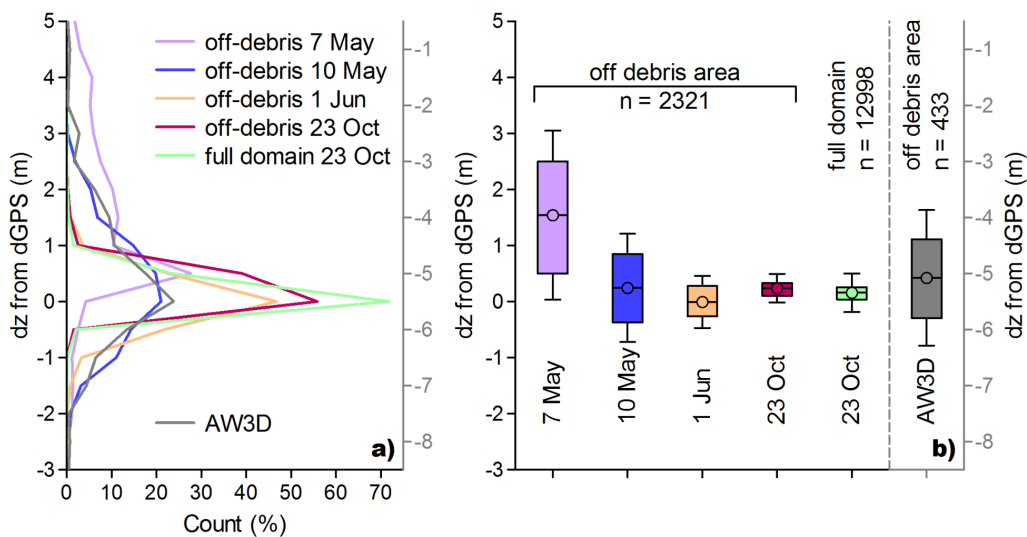 5
4
3
2
1
0
-1
-2
-3
dz from dGPS (m)
off-debris 7 May
off-debris 10 May
off-debris 1 Jun
off-debris 23 Oct
full domain 23 Oct
AW3D
a)
0 10 20 30 40 50 60 70
Count (%)
-1
-2
-3
-4
-5
-6
-7
-8
dz from dGPS (m)
5
4
3
2
1
0
-1
-2
-3
off debris area
n = 2321
full domain
n = 12998
off debris area
n = 433
7 May
10 May
1 Jun
23 Oct
23 Oct
AW3D
b)
-1
-2
-3
-4
-5
-6
-7
-8
dz from dGPS (m)